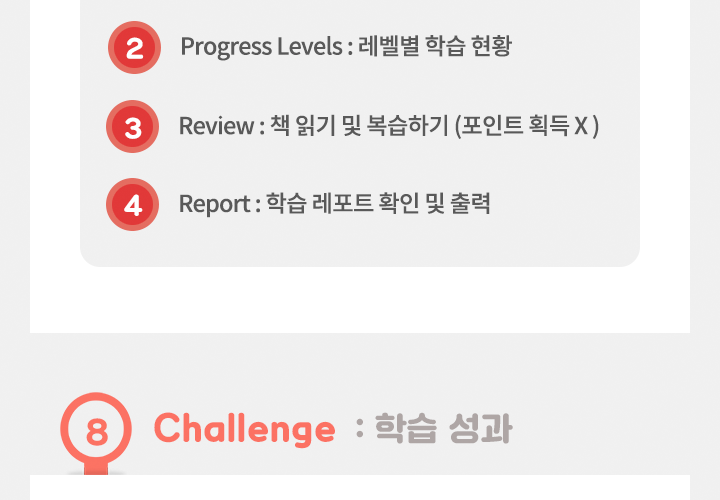 2 Progress Levels : 레벨별 학습 현황
3 Review : 책 읽기 및 복습하기 (포인트 획득 X )
4 Report : 학습 레포트 확인 및 출력
8 Challenge : 학습 성과